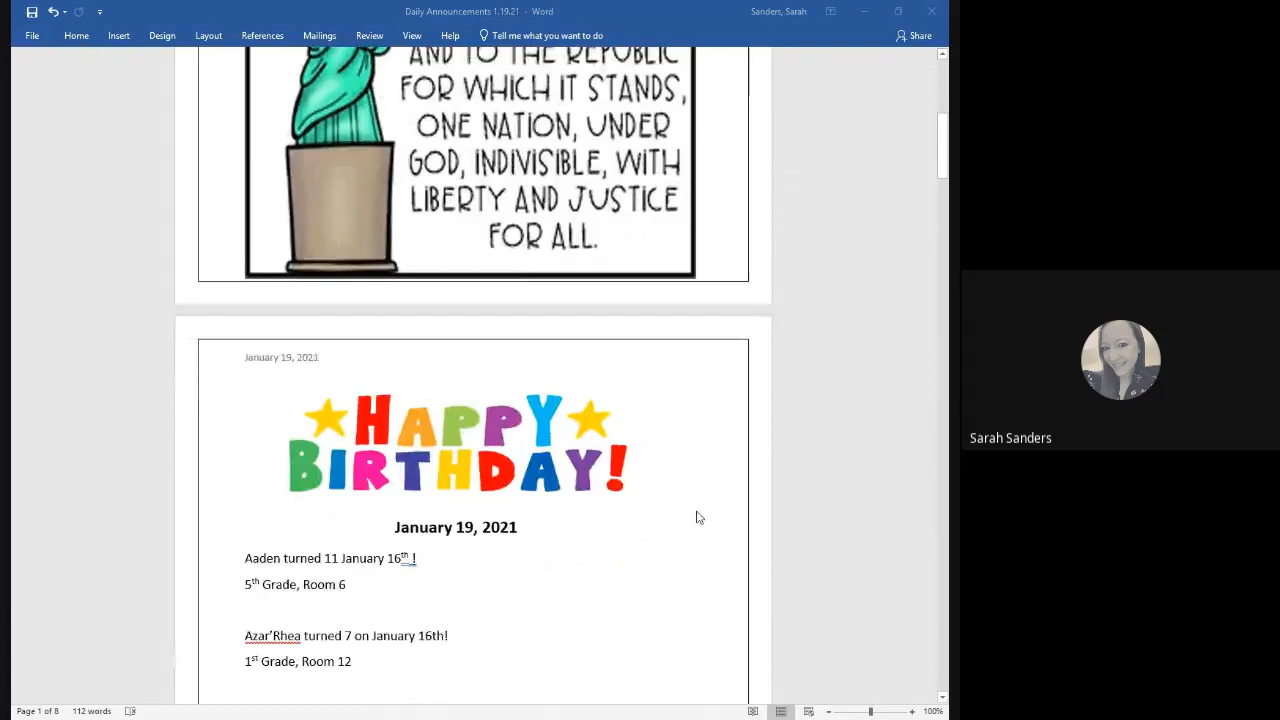 Daily Announcements 1.19.21 - Word
Sanders, Sarah
File Home Insert Design Layout References Mailings Review View Help Tell me what you want to do Share
AND TO THE REPUBLIC
FOR WHICH IT STANDS,
ONE NATION, UNDER
GOD, INDIVISIBLE, WITH
LIBERTY AND JUSTICE
FOR ALL.
January 19, 2021
HAPPY
BIRTHDAY!
January 19, 2021
Aaden turned 11 January 16th !
5th Grade, Room 6
Azar'Rhea turned 7 on January 16th!
1st Grade, Room 12
Sarah Sanders
Page 1 of 8 112 words 100%